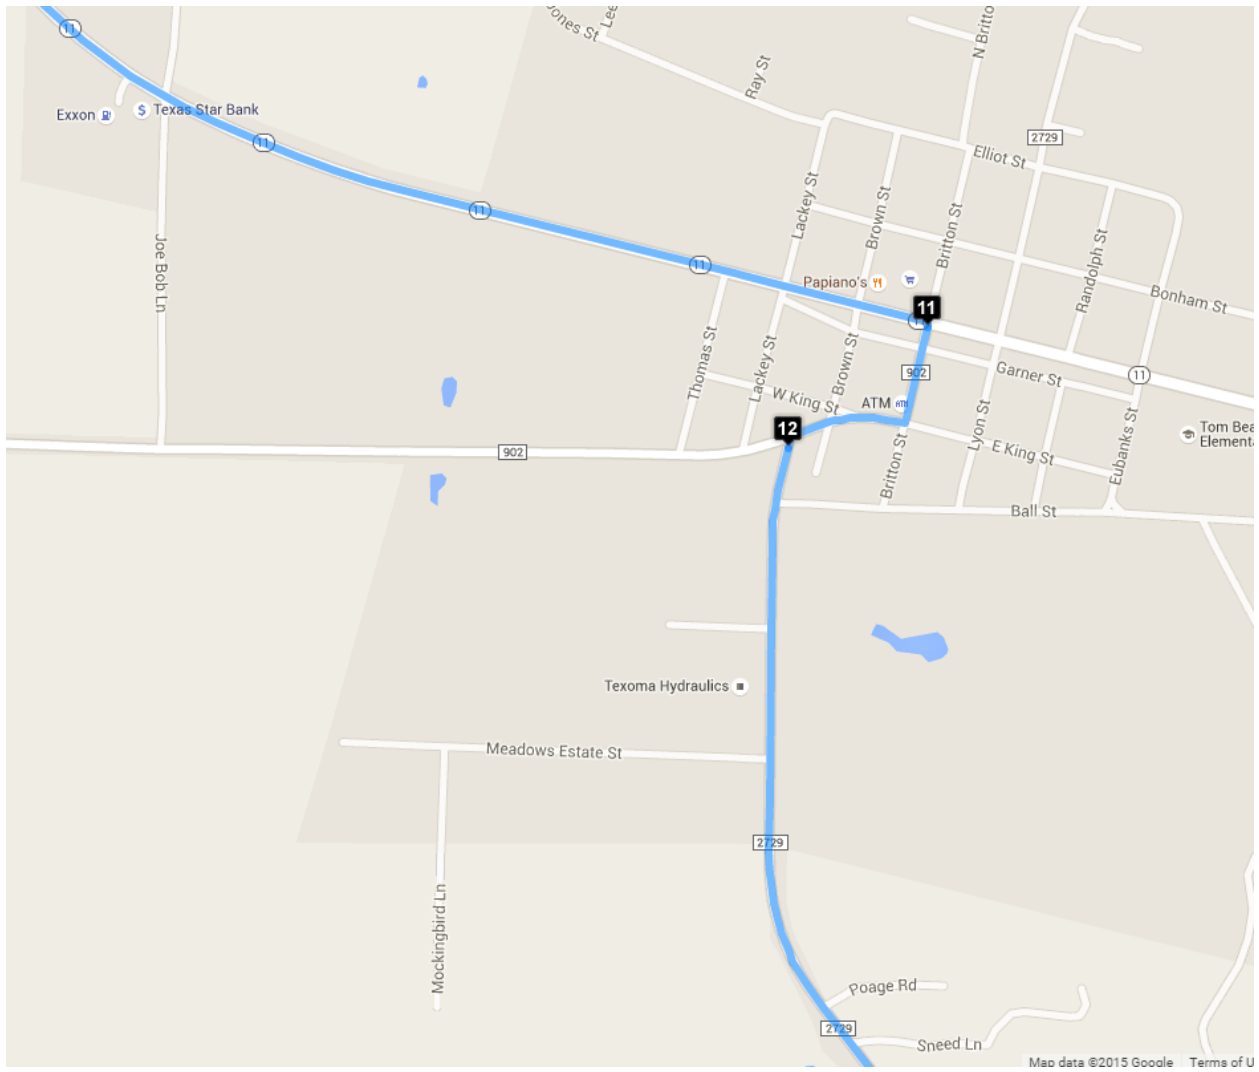 Jones St
Lee
11
N Britto
Ray St
Exxon
$
Texas Star Bank
2729
11
Elliot St
Lackey St
Brown St
Britton St
11
Joe Bob Ln
Randolph St
11
Papiano's
Bonham St
11
11
Thomas St
Lackey St
Brown St
902
Garner St
11
W King St
ATM
ATM
12
Lyon St
Eubanks St
Tom Bea
Elementa
902
Britton St
E King St
Ball St
Texoma Hydraulics
Meadows Estate St
2729
Mockingbird Ln
Poage Rd
2729
Sneed Ln
Map data ©2015 Google
Terms of U